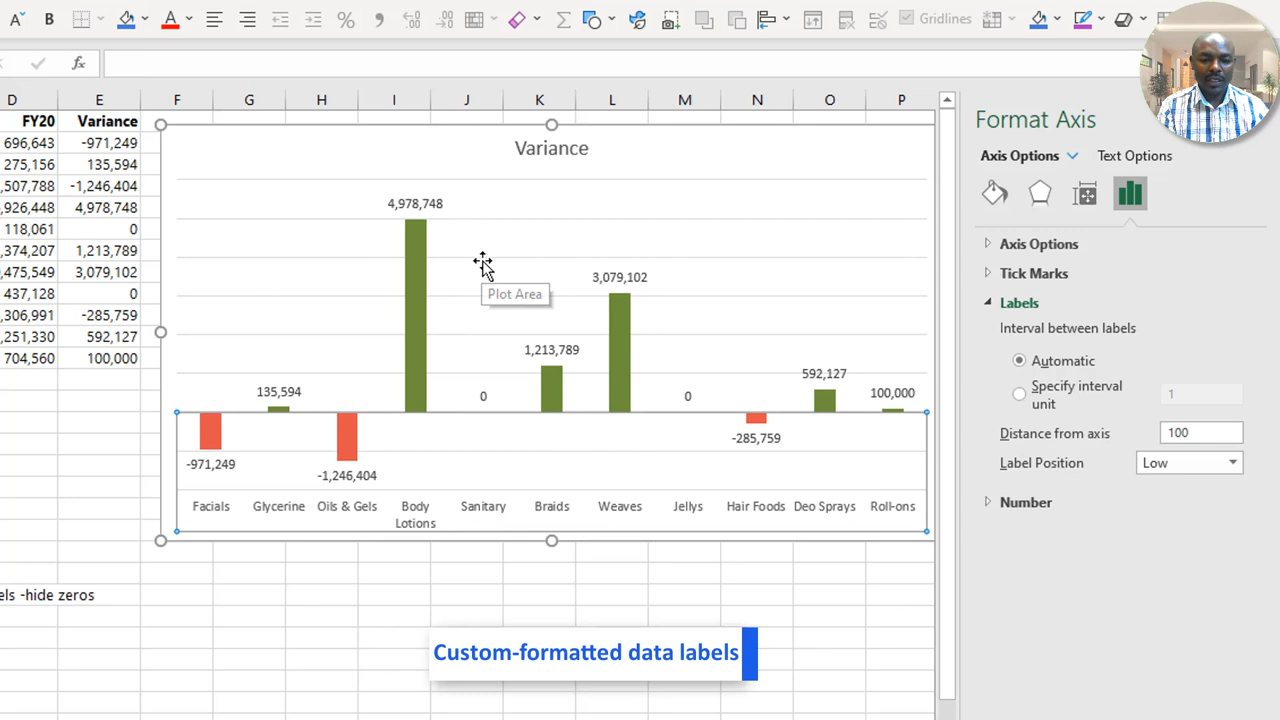 B A % , Σ Gridlines
fx
D E F G H I J K L M N O P
FY20 Variance
696,643 -971,249
275,156 135,594
,507,788 -1,246,404
,926,448 4,978,748
118,061 0
,374,207 1,213,789
,475,549 3,079,102
437,128 0
,306,991 -285,759
,251,330 592,127
704,560 100,000
els -hide zeros
Variance
4,978,748
3,079,102
1,213,789
592,127
135,594
0
0
100,000
-285,759
-971,249
-1,246,404
Plot Area
Facials Glycerine Oils & Gels Body Sanitary Braids Weaves Jellys Hair Foods Deo Sprays Roll-ons
Lotions
Custom-formatted data labels
Format Axis
Axis Options Text Options
Axis Options
Tick Marks
Labels
Interval between labels
Automatic
Specify interval
unit
1
Distance from axis 100
Label Position Low
Number